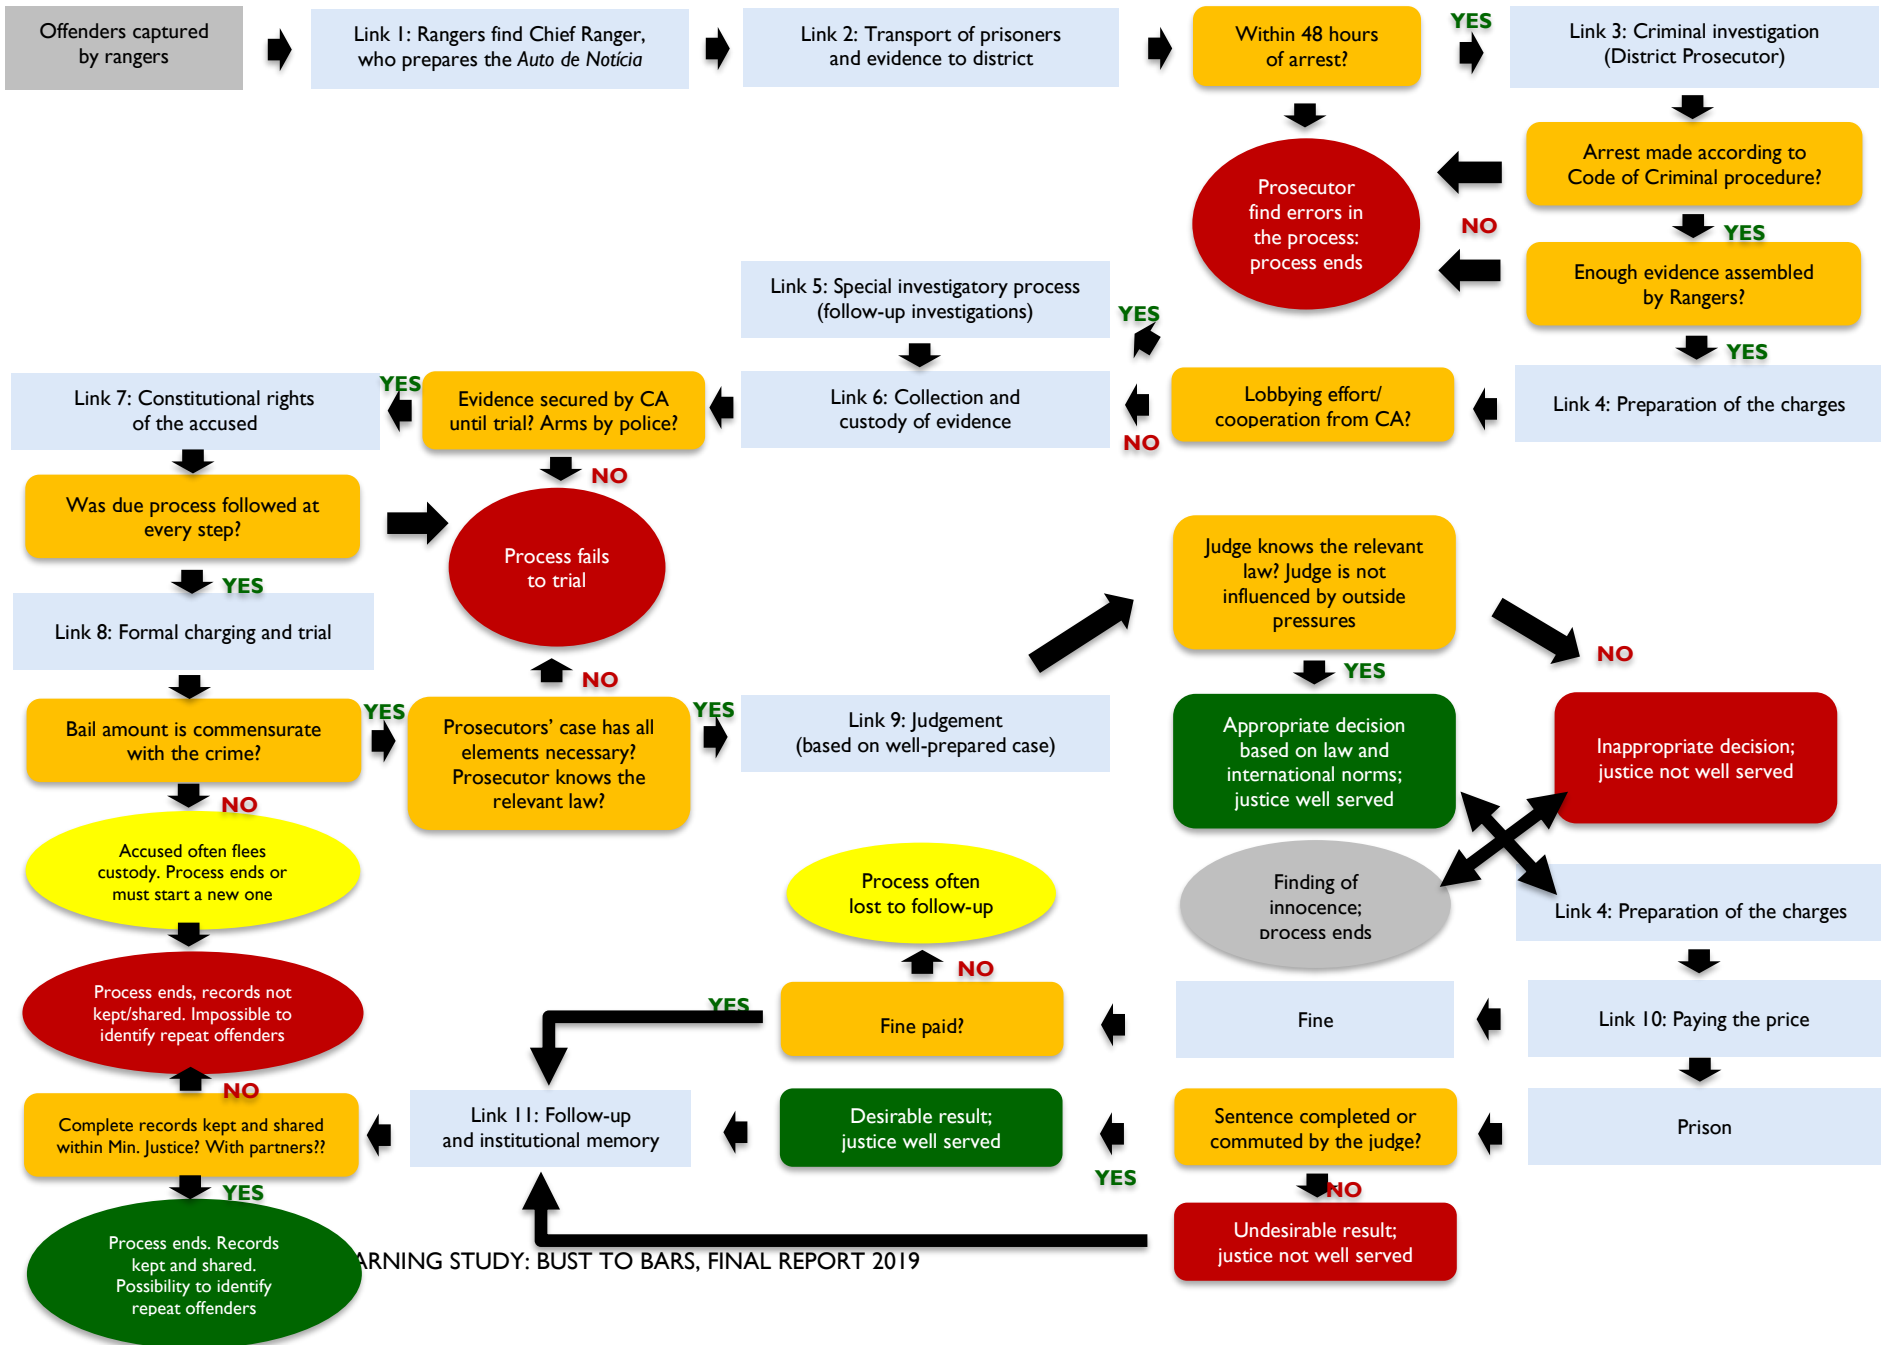 Offenders captured
by rangers
Link 1: Rangers find Chief Ranger,
who prepares the Auto de Notícia
Link 2: Transport of prisoners
and evidence to district
Within 48 hours
of arrest?
YES
Link 3: Criminal investigation
(District Prosecutor)
Arrest made according to
Code of Criminal procedure?
Prosecutor
find errors in
the process:
process ends
NO
YES
Enough evidence assembled
by Rangers?
YES
Link 5: Special investigatory process
(follow-up investigations)
YES
Link 4: Preparation of the charges
Lobbying effort/
cooperation from CA?
NO
Link 6: Collection and
custody of evidence
Evidence secured by CA
until trial? Arms by police?
YES
NO
Link 7: Constitutional rights
of the accused
Was due process followed at
every step?
Process fails
to trial
YES
Link 8: Formal charging and trial
NO
Bail amount is commensurate
with the crime?
YES
Prosecutors’ case has all
elements necessary?
Prosecutor knows the
relevant law?
YES
Link 9: Judgement
(based on well-prepared case)
Judge knows the relevant
law? Judge is not
influenced by outside
pressures
NO
YES
Appropriate decision
based on law and
international norms;
justice well served
Inappropriate decision;
justice not well served
NO
Accused often flees
custody. Process ends or
must start a new one
Process often
lost to follow-up
Finding of
innocence;
process ends
Link 4: Preparation of the charges
NO
Process ends, records not
kept/shared. Impossible to
identify repeat offenders
YES
Fine paid?
Fine
Link 10: Paying the price
NO
Complete records kept and shared
within Min. Justice? With partners??
Link 11: Follow-up
and institutional memory
Desirable result;
justice well served
YES
Sentence completed or
commuted by the judge?
Prison
YES
NO
Process ends. Records
kept and shared.
Possibility to identify
repeat offenders
Undesirable result;
justice not well served
ARNING STUDY: BUST TO BARS, FINAL REPORT 2019